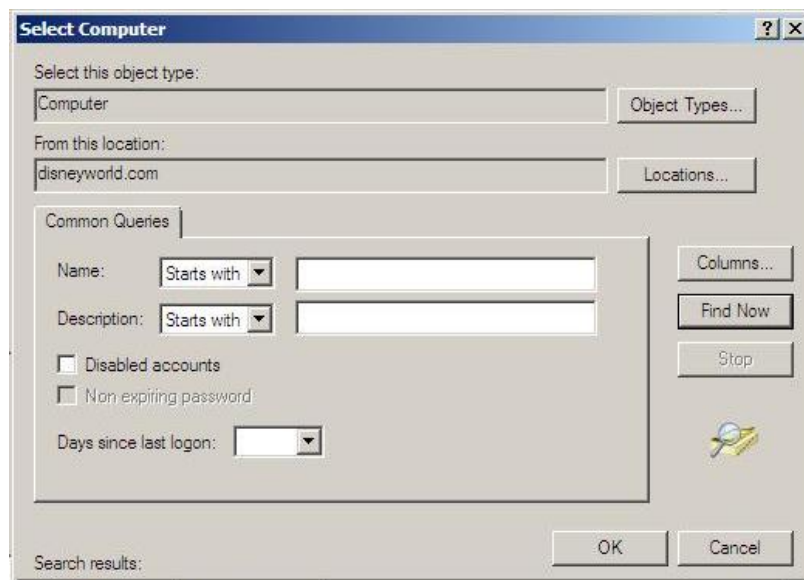 Select Computer
Select this object type:
Computer
Object Types...
From this location:
disneyworld.com
Locations...
Common Queries
Name: Starts with
Columns...
Description: Starts with
Find Now
Disabled accounts
Stop
Non expiring password
Days since last logon:
OK
Cancel
Search results: